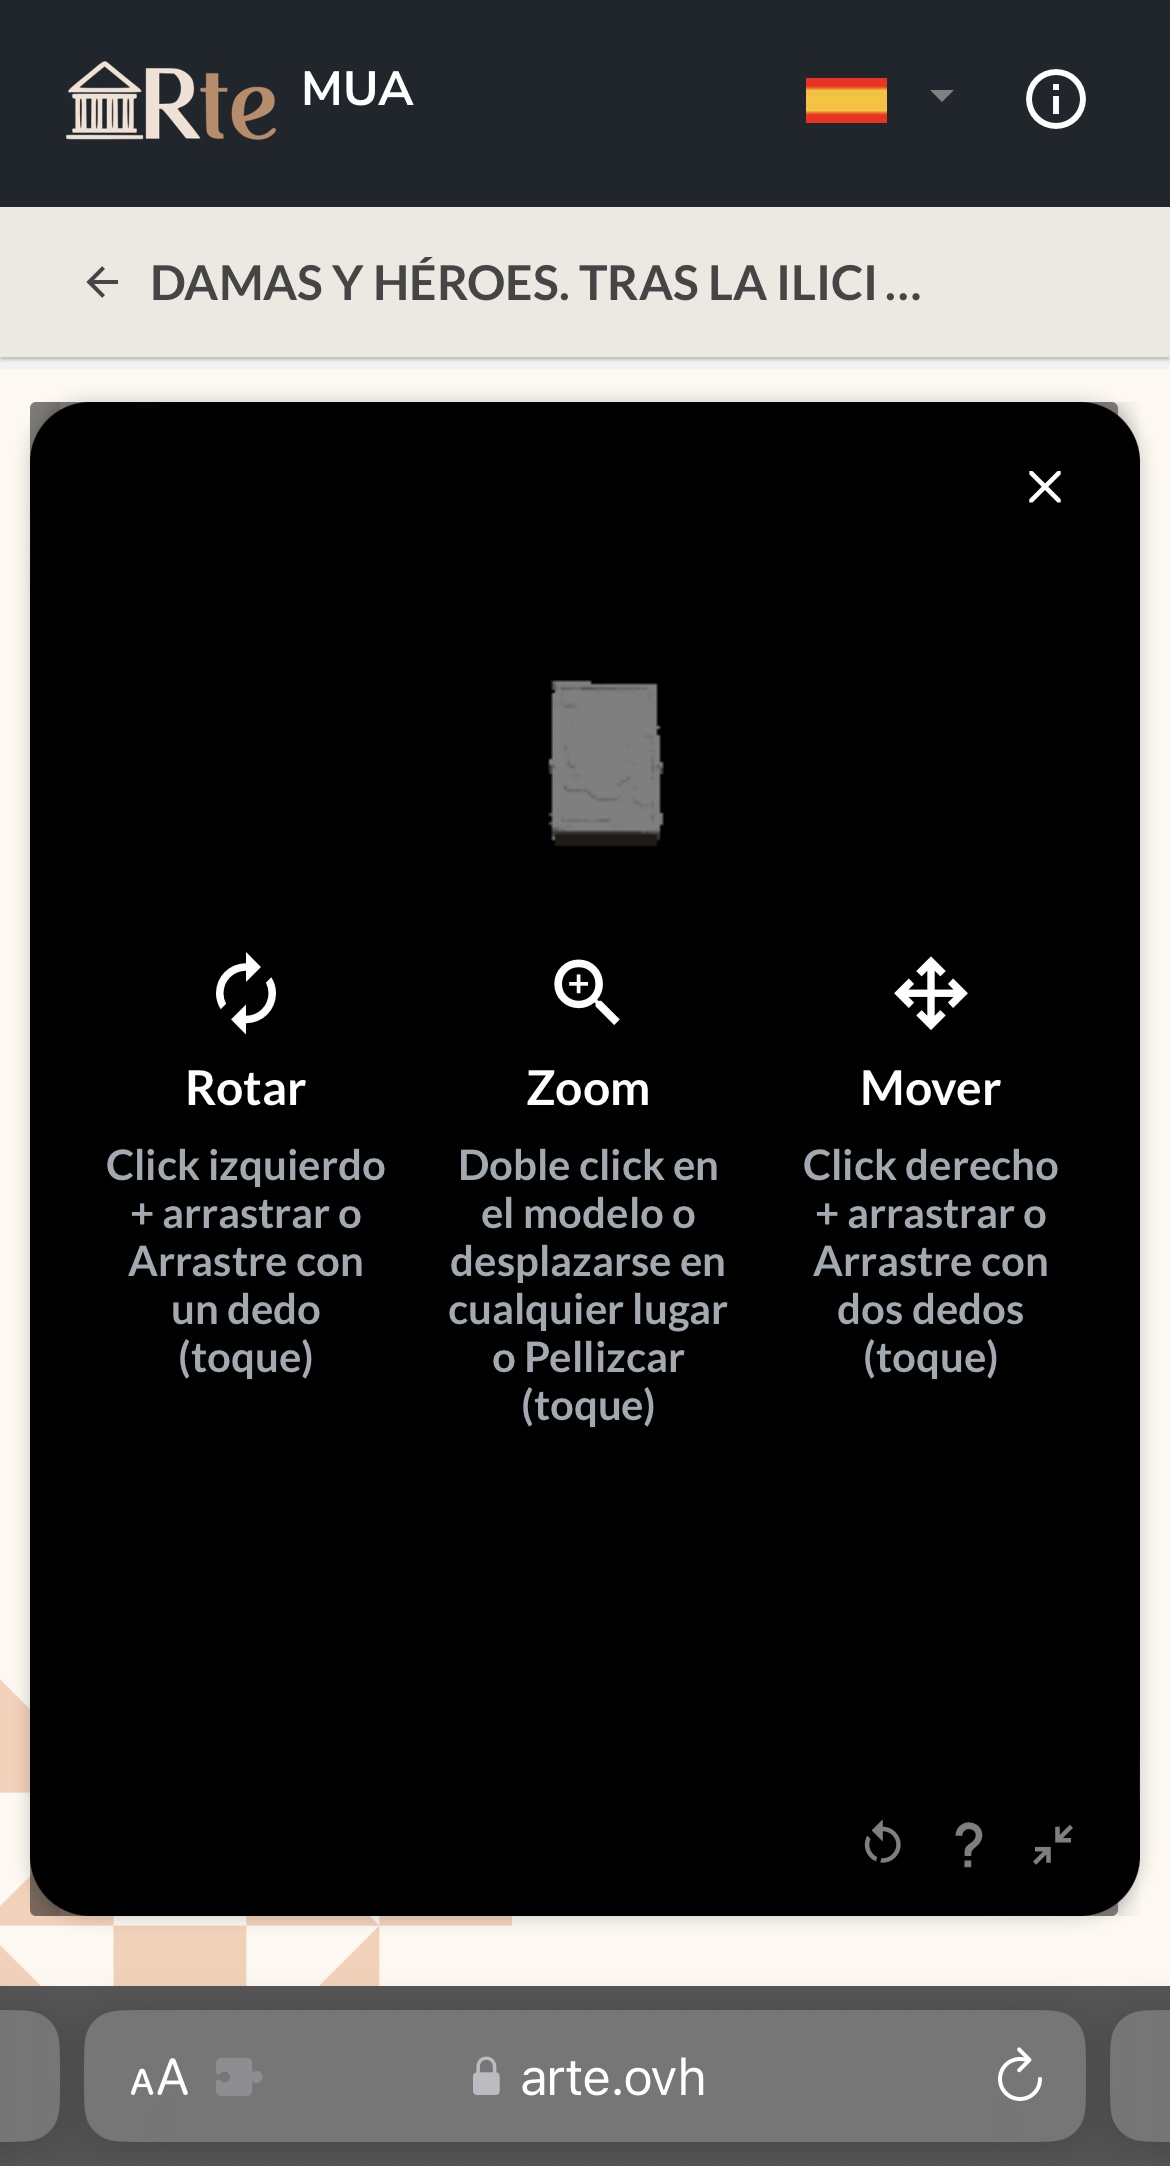 Rte MUA
DAMAS Y HÉROES. TRAS LA ILICI ...
Rotar
Click izquierdo
+ arrastrar o
Arrastre con
un dedo
(toque)
Zoom
Doble click en
el modelo o
desplazarse en
cualquier lugar
o Pellizcar
(toque)
Mover
Click derecho
+ arrastrar o
Arrastre con
dos dedos
(toque)
?
AA
arte.ovh